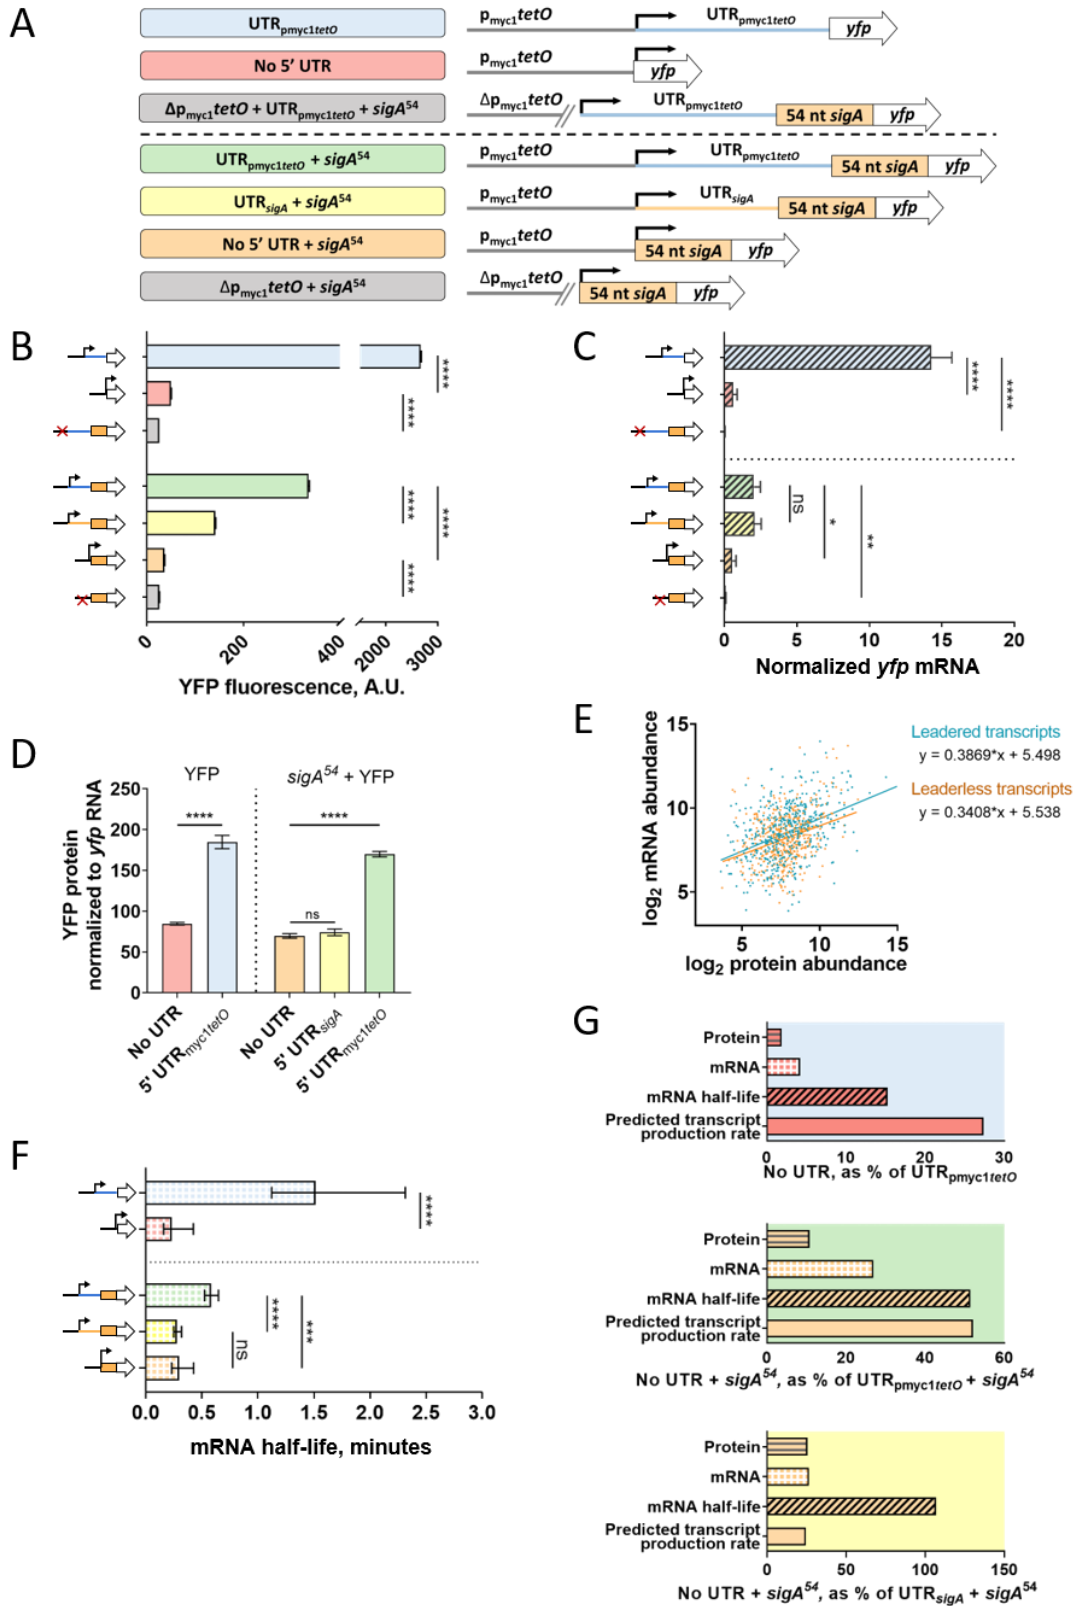 A
UTRpmyc1tetO
pmyc1tetO
UTRpmyc1tetO
yfp
No 5' UTR
pmyc1tetO
yfp
Δpmyc1tetO + UTRpmyc1tetO + sigA54
Δpmyc1tetO
UTRpmyc1tetO
54 nt sigA
yfp
UTRpmyc1tetO + sigA54
pmyc1tetO
UTRpmyc1tetO
54 nt sigA
yfp
UTRsigA + sigA54
pmyc1tetO
UTRsigA
54 nt sigA
yfp
No 5' UTR + sigA54
pmyc1tetO
54 nt sigA
yfp
Δpmyc1tetO + sigA54
Δpmyc1tetO
54 nt sigA
yfp
B
****
****
****
****
****
0
200
400
2000
3000
YFP fluorescence, A.U.
C
****
****
ns
*
**
0
5
10
15
20
Normalized yfp mRNA
D
YFP
sigA54 + YFP
YFP protein
normalized to yfp RNA
250
200
150
100
50
0
****
****
ns
No UTR
5' UTRmyc1tetO
No UTR
5' UTRsigA
5' UTRmyc1tetO
E
log2 mRNA abundance
15
10
5
5
10
15
log2 protein abundance
Leadered transcripts
y = 0.3869*x + 5.498
Leaderless transcripts
y = 0.3408*x + 5.538
F
****
****
***
ns
0.0
0.5
1.0
1.5
2.0
2.5
3.0
mRNA half-life, minutes
G
Protein
mRNA
mRNA half-life
Predicted transcript
production rate
0
10
20
30
No UTR, as % of UTRpmyc1tetO
Protein
mRNA
mRNA half-life
Predicted transcript
production rate
0
20
40
60
No UTR + sigA54, as % of UTRpmyc1tetO + sigA54
Protein
mRNA
mRNA half-life
Predicted transcript
production rate
0
50
100
150
No UTR + sigA54, as % of UTRsigA + sigA54